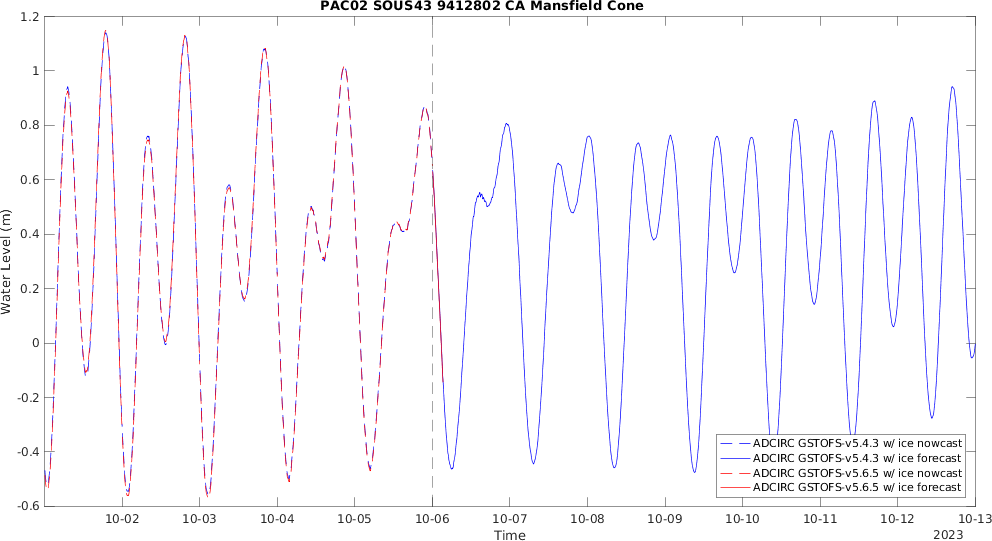 PAC02 SOUS43 9412802 CA Mansfield Cone
1.2
1
0.8
0.6
0.4
0.2
0
-0.2
-0.4
-0.6
Water Level (m)
ADCIRC GSTOFS-v5.4.3 w/ ice nowcast
ADCIRC GSTOFS-v5.4.3 w/ ice forecast
ADCIRC GSTOFS-v5.6.5 w/ ice nowcast
ADCIRC GSTOFS-v5.6.5 w/ ice forecast
10-02 10-03 10-04 10-05 10-06 10-07 10-08 10-09 10-10 10-11 10-12 10-13
Time
2023